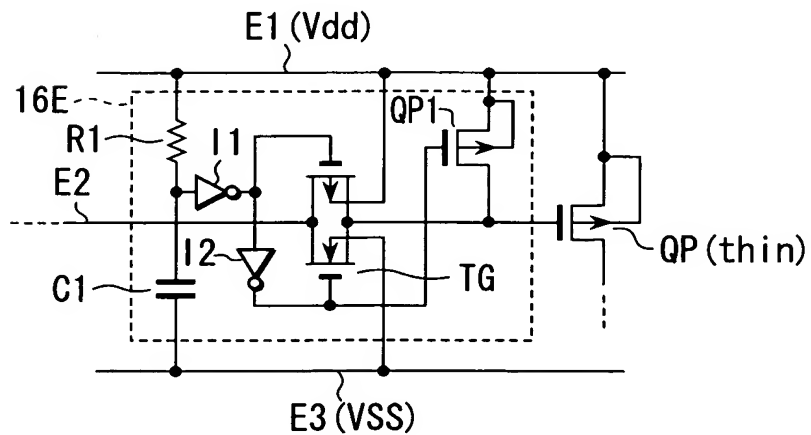 E1(Vdd)
16E
QP1
R1
I1
E2
I2
QP(thin)
C1
TG
E3(VSS)